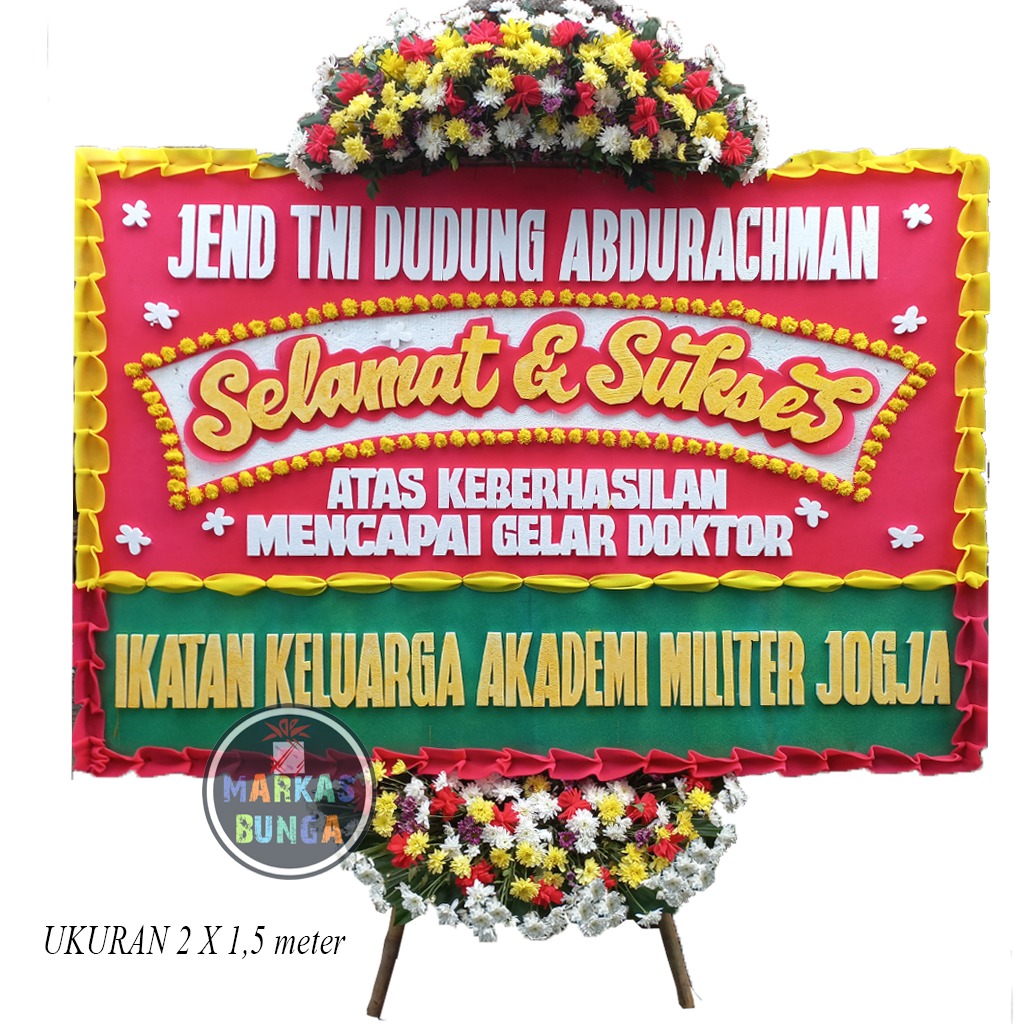 JEND TNI DUDUNG ABDURACHMAN
Selamat & Sukses
ATAS KEBERHASILAN
MENCAPAI GELAR DOKTOR
IKATAN KELUARGA AKADEMI MILITER JOGJA
MARKAS
BUNGA
UKURAN 2 X 1,5 meter